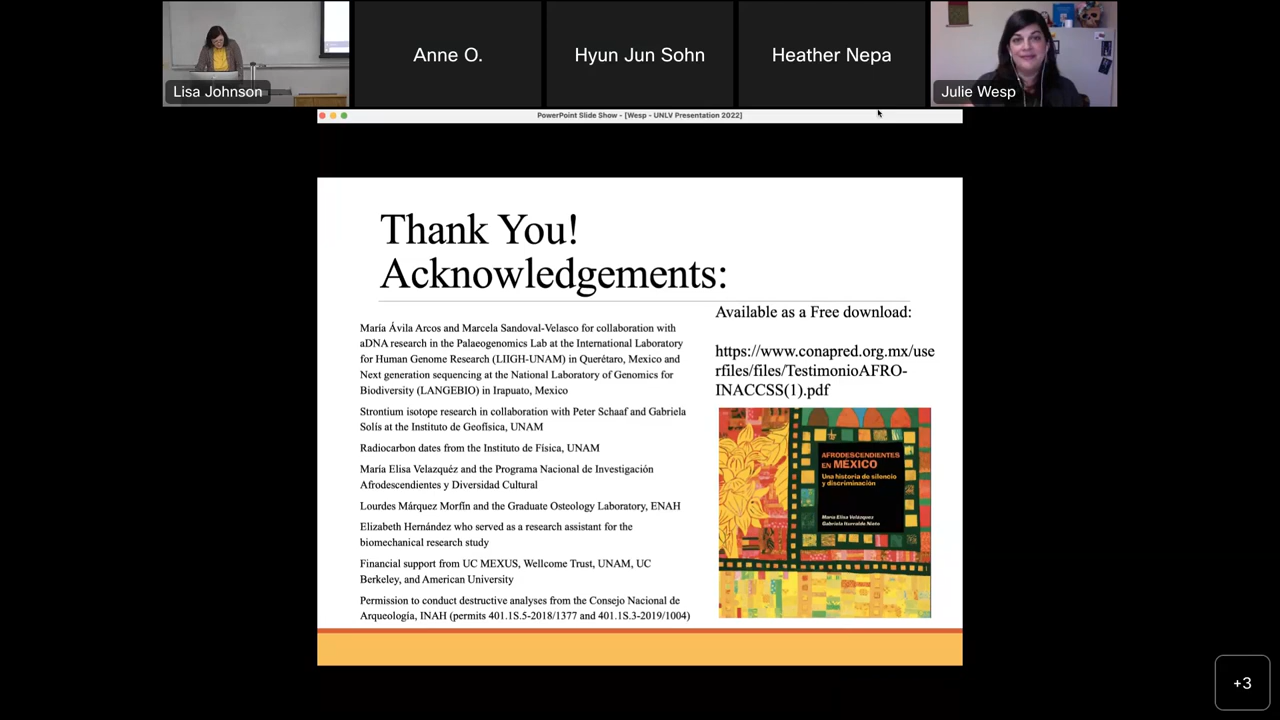 Anne O.
Hyun Jun Sohn
Heather Nepa
Lisa Johnson
Julie Wesp
PowerPoint Slide Show - [Wesp - UNLV Presentation 2022]
Thank You!
Acknowledgements:
María Ávila Arcos and Marcela Sandoval-Velasco for collaboration with
aDNA research in the Palaeogenomics Lab at the International Laboratory
for Human Genome Research (LIIGH-UNAM) in Querétaro, Mexico and
Next generation sequencing at the National Laboratory of Genomics for
Biodiversity (LANGEBIO) in Irapuato, Mexico
Strontium isotope research in collaboration with Peter Schaaf and Gabriela
Solís at the Instituto de Geofísica, UNAM
Radiocarbon dates from the Instituto de Física, UNAM
María Elisa Velazquéz and the Programa Nacional de Investigación
Afrodescendientes y Diversidad Cultural
Lourdes Márquez Morfín and the Graduate Osteology Laboratory, ENAH
Elizabeth Hernández who served as a research assistant for the
biomechanical research study
Financial support from UC MEXUS, Wellcome Trust, UNAM, UC
Berkeley, and American University
Permission to conduct destructive analyses from the Consejo Nacional de
Arqueología, INAH (permits 401.1S.5-2018/1377 and 401.1S.3-2019/1004)
Available as a Free download:
https://www.conapred.org.mx/use
rfiles/files/TestimonioAFRO-
INACCSS(1).pdf
AFRODESCENDIENTES
EN MÉXICO
Una historia de silencio
y discriminación
María Elisa Velázquez
Gabriela Iturralde Nieto
+3